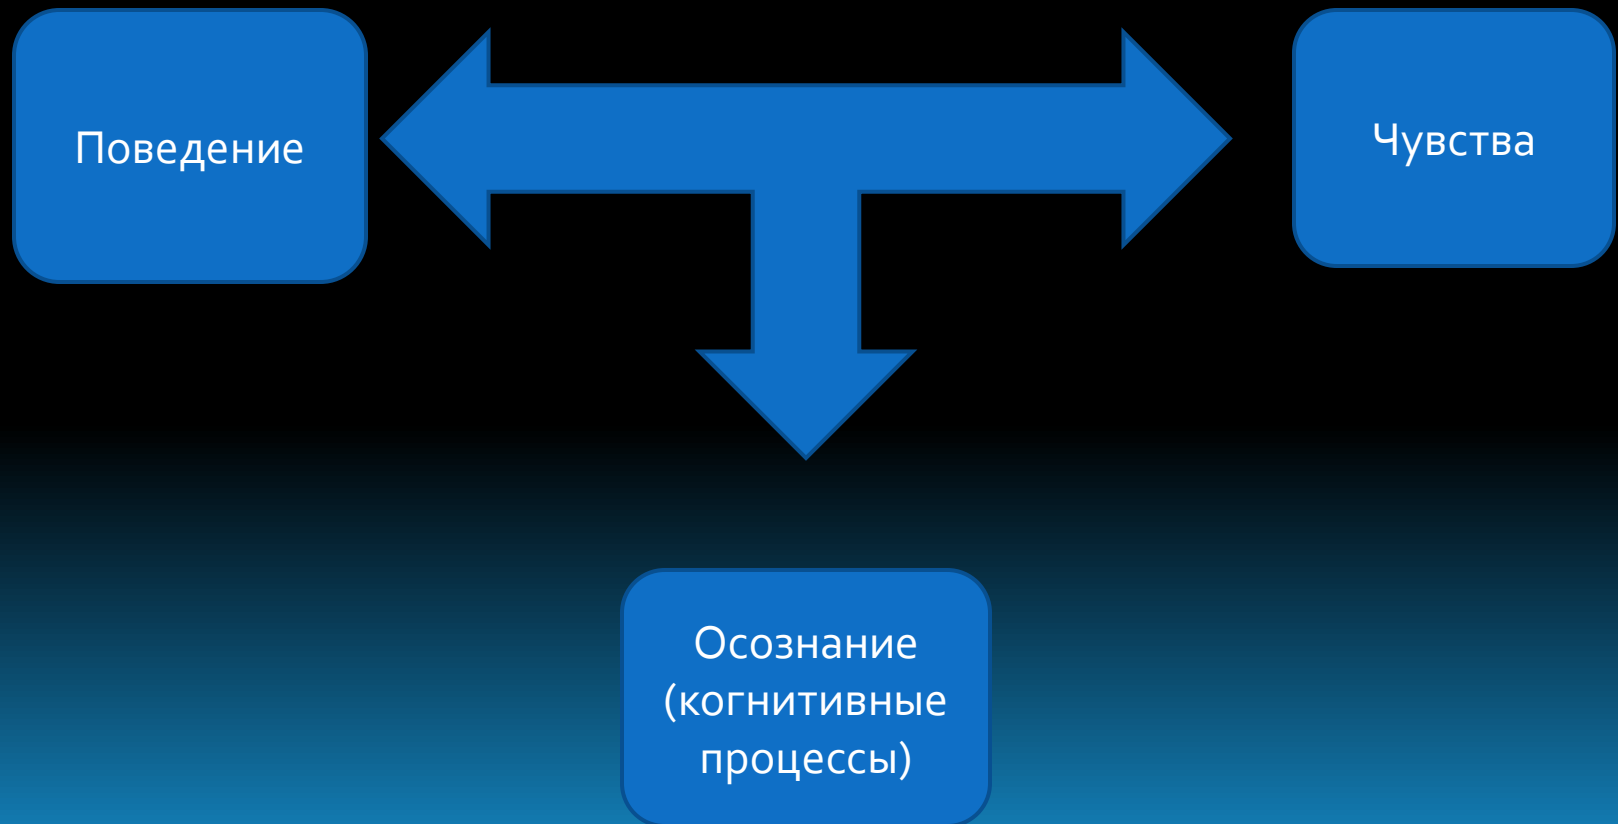 Поведение
Чувства
Осознание
(когнитивные
процессы)